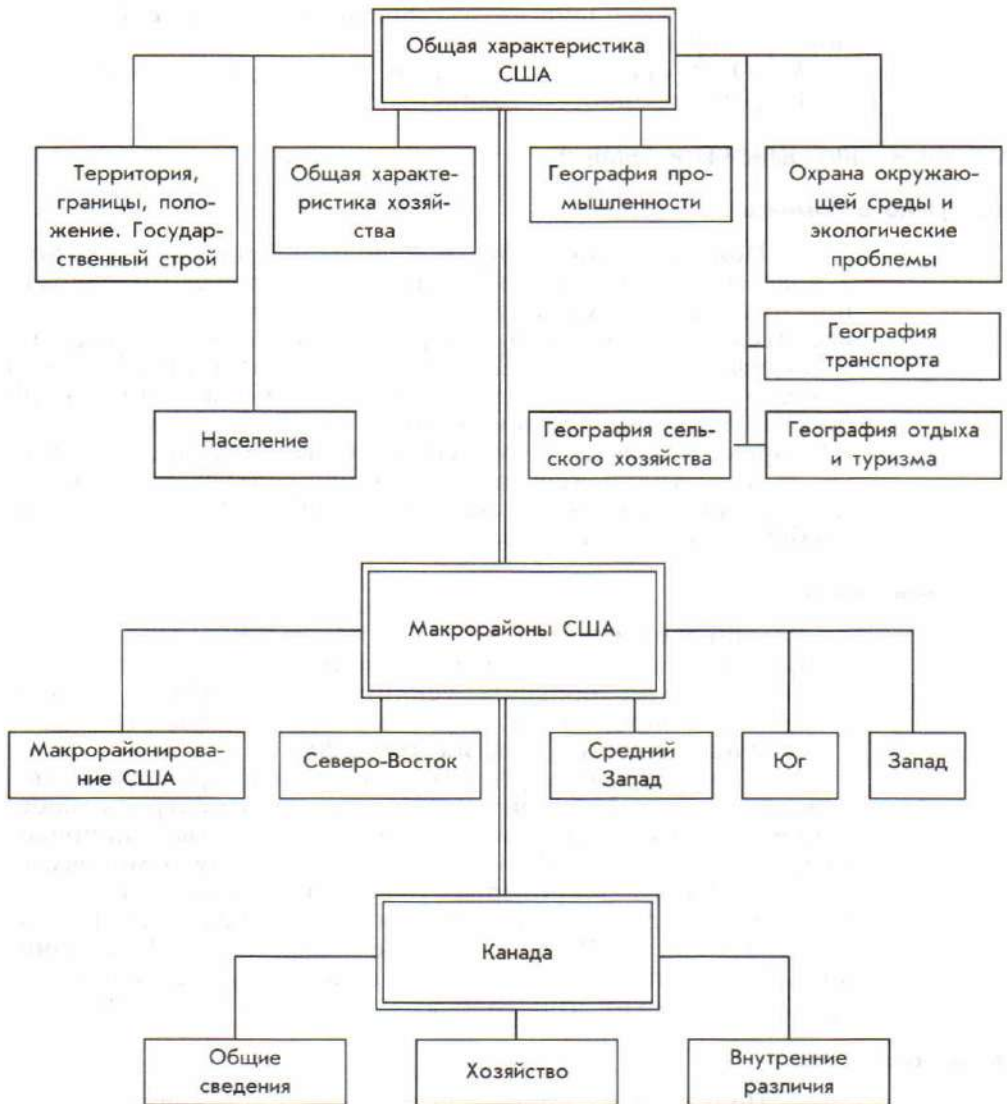 Общая характеристика
США
Территория,
границы, поло-
жение. Государ-
ственный строй
Общая характе-
ристика хозяй-
ства
География про-
мышленности
Охрана окружаю-
щей среды и
экологические
проблемы
География
транспорта
Население
География сель-
ского хозяйства
География отдыха
и туризма
Макрорайоны США
Макрорайонирова-
ние США
Северо-Восток
Средний
Запад
Юг
Запад
Канада
Общие
сведения
Хозяйство
Внутренние
различия